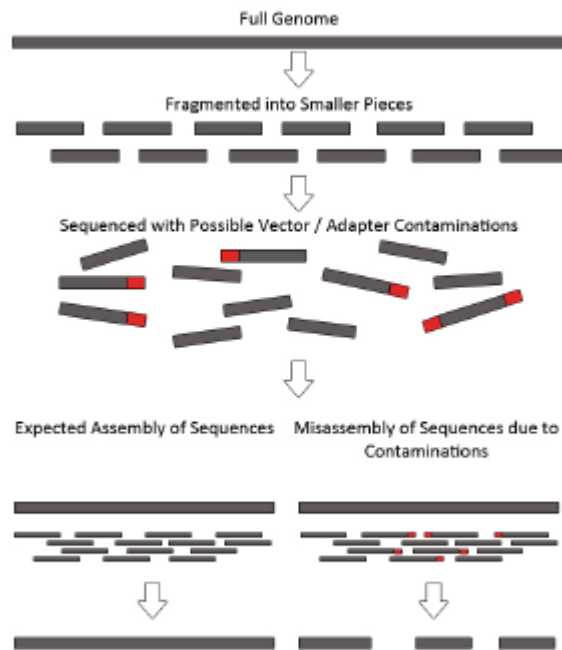 Full Genome
Fragmented into Smaller Pieces
Sequenced with Possible Vector / Adapter Contaminations
Expected Assembly of Sequences
Misassembly of Sequences due to
Contaminations